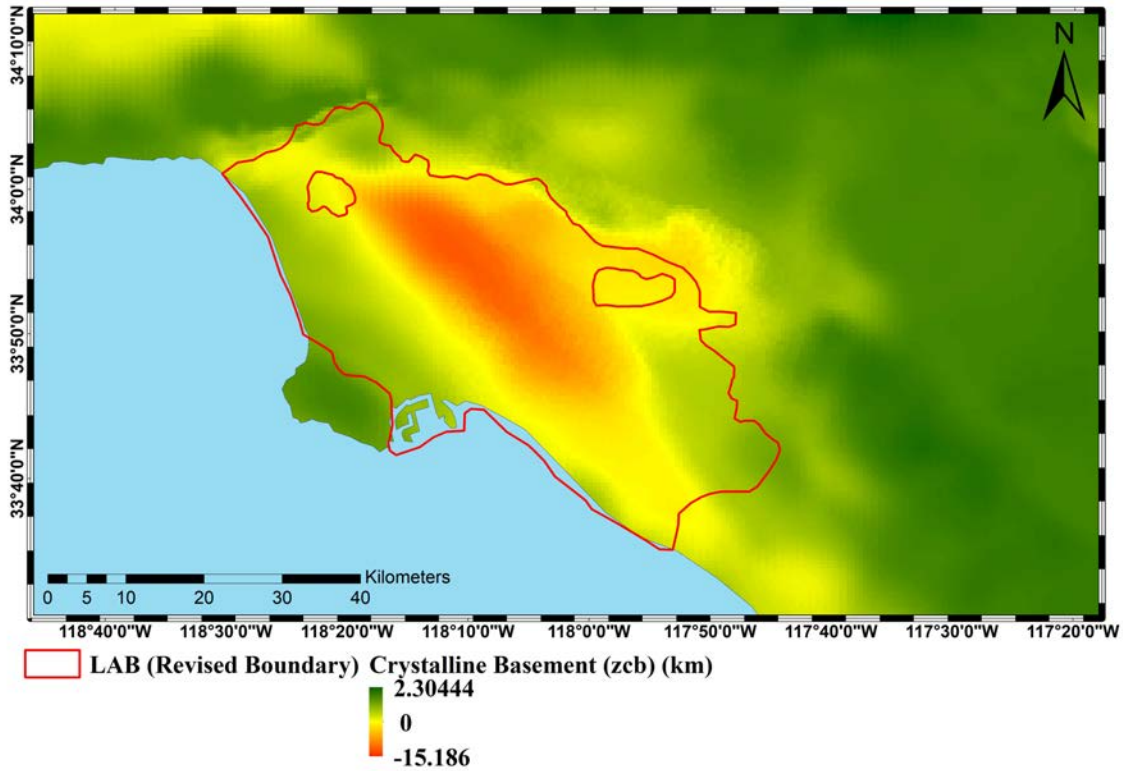 N
34°10'0"N
34°0'0"N
33°50'0"N
33°40'0"N
Kilometers
0 5 10 20 30 40
118°40'0"W 118°30'0"W 118°20'0"W 118°10'0"W 118°0'0"W 117°50'0"W 117°40'0"W 117°30'0"W 117°20'0"W
LAB (Revised Boundary) Crystalline Basement (zcb) (km)
2.30444
0
-15.186